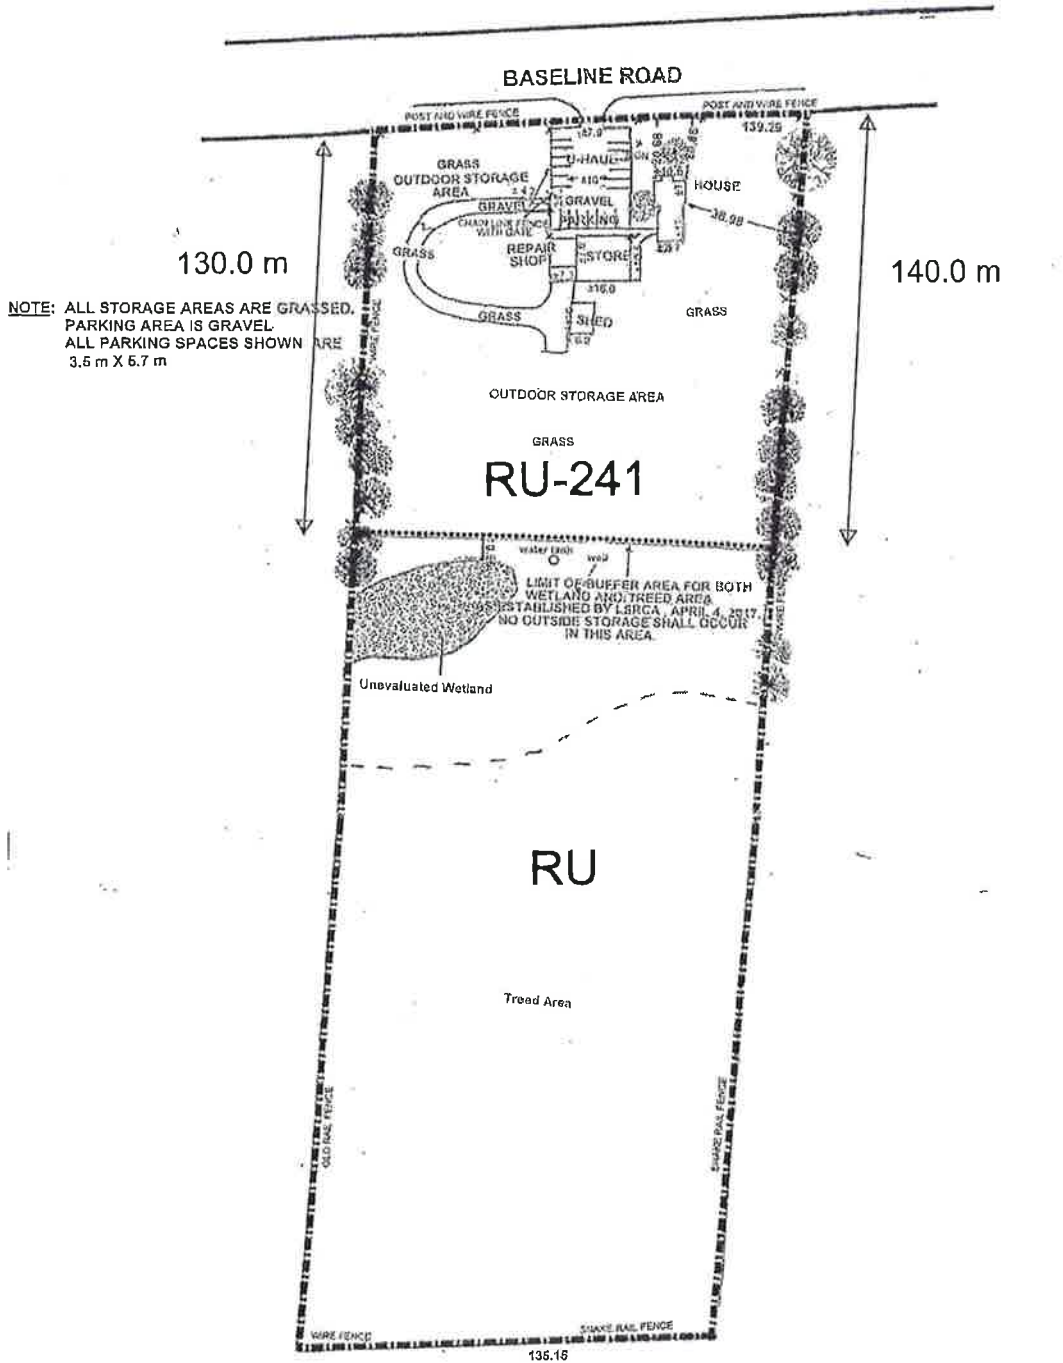 BASELINE ROAD
POST AND WIRE FENCE
POST AND WIRE FENCE
139.29
GRASS
OUTDOOR STORAGE
AREA
U-HAUL
HOUSE
GRAVEL
GRAVEL
PARKING
CHAIN LINK FENCE
WITH GATE
38.98
GRASS
REPAIR
SHOP
STORE
130.0 m
140.0 m
NOTE: ALL STORAGE AREAS ARE GRASSED.
PARKING AREA IS GRAVEL
ALL PARKING SPACES SHOWN ARE
WIRE FENCE
GRASS
SHED
GRASS
OUTDOOR STORAGE AREA
GRASS
RU-241
water
well
LIMIT OF BUFFER AREA FOR BOTH
WETLAND AND TREED AREA
AS ESTABLISHED BY LSRCA, APRIL 4, 2017.
NO OUTSIDE STORAGE SHALL OCCUR
IN THIS AREA
WIRE FENCE
Unevaluated Wetland
RU
Treed Area
OLD RAIL FENCE
SNAKE RAIL FENCE
WIRE FENCE
SNAKE RAIL FENCE
135.15